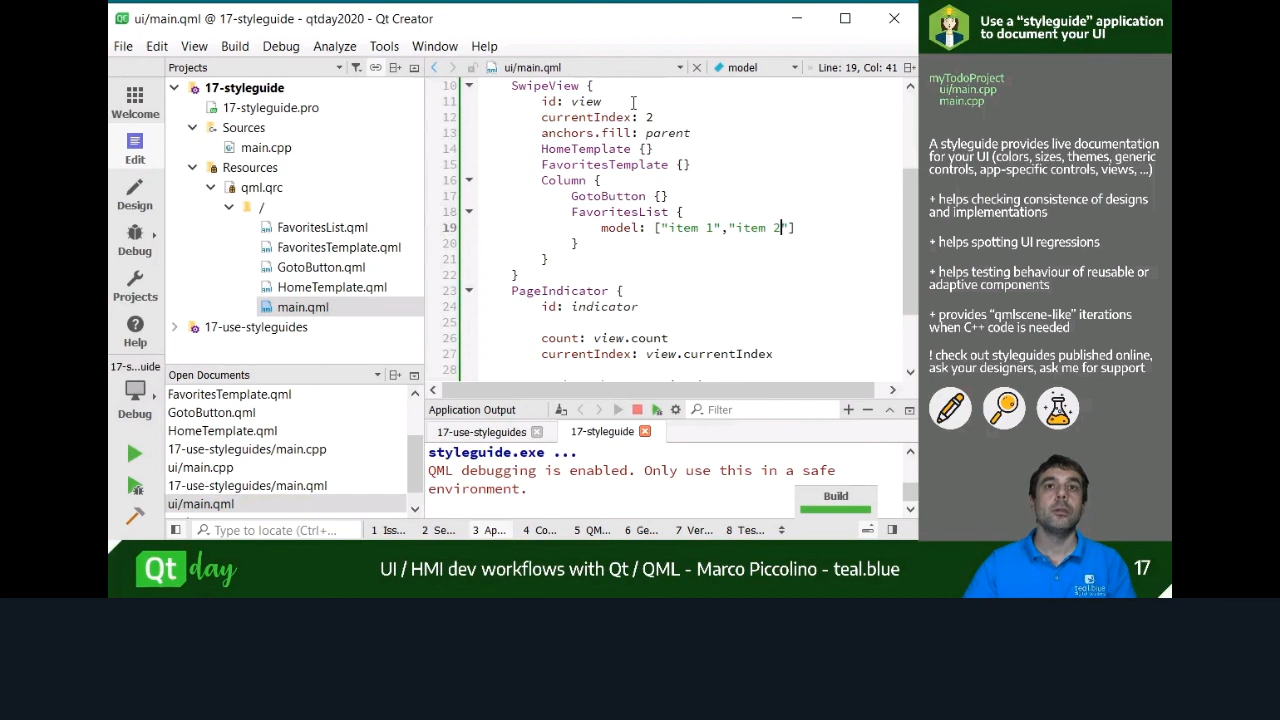 ui/main.qml @ 17-styleguide - qtday2020 - Qt Creator
File Edit View Build Debug Analyze Tools Window Help
Projects
ui/main.qml
model
Line: 19, Col: 41
Welcome
Edit
Design
Debug
Projects
Help
17-s...uide
Debug
17-styleguide
17-styleguide.pro
Sources
main.cpp
Resources
qml.qrc
/
FavoritesList.qml
FavoritesTemplate.qml
GotoButton.qml
HomeTemplate.qml
main.qml
17-use-styleguides
Open Documents
FavoritesTemplate.qml
GotoButton.qml
HomeTemplate.qml
17-use-styleguides/main.cpp
ui/main.cpp
17-use-styleguides/main.qml
ui/main.qml
10 SwipeView {
11 id: view
12 currentIndex: 2
13 anchors.fill: parent
14 HomeTemplate {}
15 FavoritesTemplate {}
16 Column {
17 GotoButton {}
18 FavoritesList {
19 model: ["item 1","item 2"]
20 }
21 }
22 }
23 PageIndicator {
24 id: indicator
25
26 count: view.count
27 currentIndex: view.currentIndex
28
Application Output
Filter
17-use-styleguides
17-styleguide
styleguide.exe ...
QML debugging is enabled. Only use this in a safe
environment.
Build
Type to locate (Ctrl+...
1 Iss... 2 Se... 3 Ap... 4 Co... 5 QM... 6 Ge... 7 Ver... 8 Tes...
Use a “styleguide” application
to document your UI
myTodoProject
ui/main.cpp
main.cpp
A styleguide provides live documentation
for your UI (colors, sizes, themes, generic
controls, app-specific controls, views, ...)
+ helps checking consistence of designs
and implementations
+ helps spotting UI regressions
+ helps testing behaviour of reusable or
adaptive components
+ provides “qmlscene-like” iterations
when C++ code is needed
! check out styleguides published online,
ask your designers, ask me for support
teal.blue
Qt day
UI / HMI dev workflows with Qt / QML - Marco Piccolino - teal.blue
17